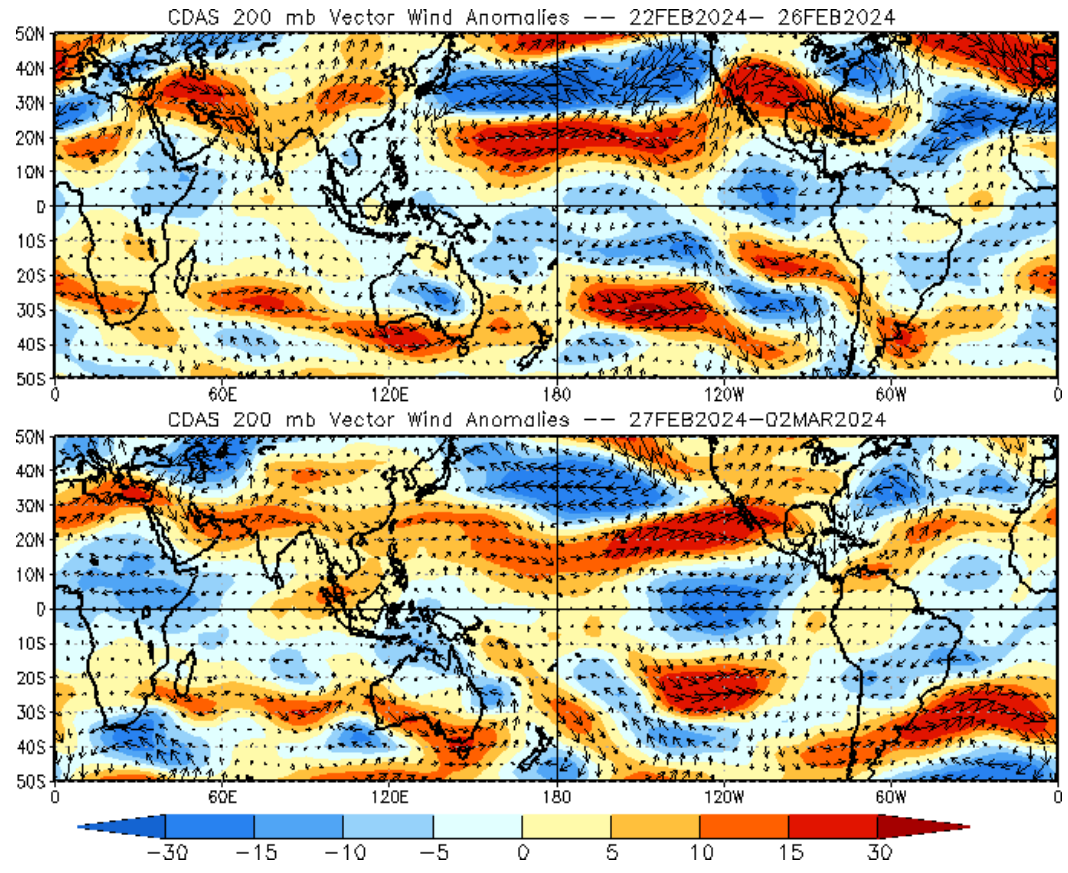 CDAS 200 mb Vector Wind Anomalies -- 22FEB2024- 26FEB2024
50N
40N
30N
20N
10N
0
10S
20S
30S
40S
50S
0 60E 120E 180 120W 60W 0
CDAS 200 mb Vector Wind Anomalies -- 27FEB2024-02MAR2024
50N
40N
30N
20N
10N
0
10S
20S
30S
40S
50S
0 60E 120E 180 120W 60W 0
-30 -15 -10 -5 0 5 10 15 30